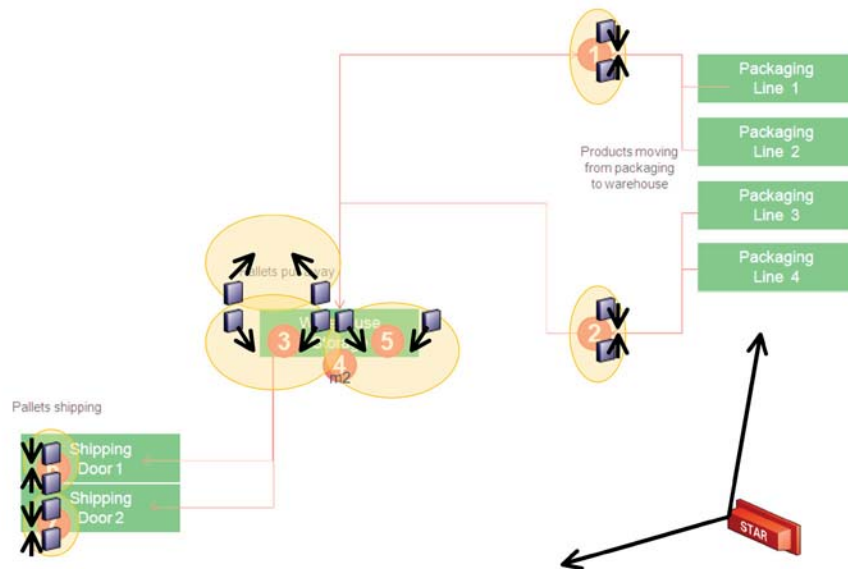 1
Packaging
Line 1
Packaging
Line 2
Products moving
from packaging
to warehouse
Packaging
Line 3
Packaging
Line 4
2
3
5
4
m2
Pallets shipping
Shipping
Door 1
Shipping
Door 2
7
STAR